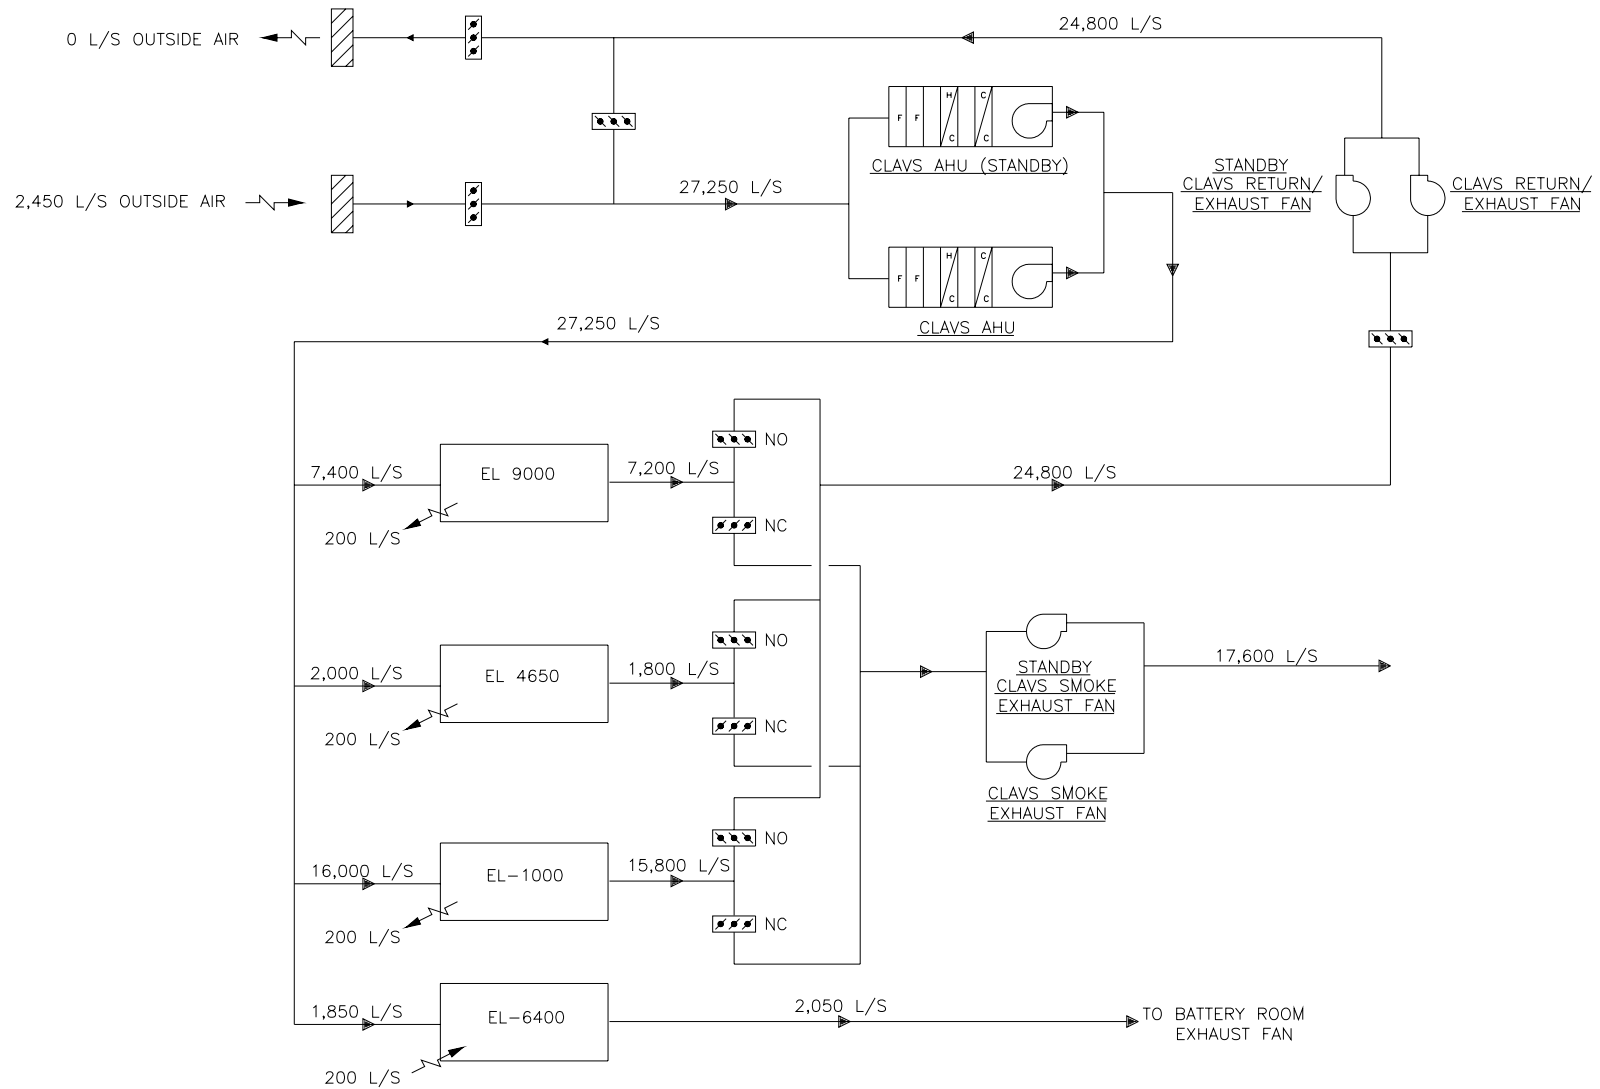 24,800 L/S
0 L/S OUTSIDE AIR
H
C
F
F
C
C
CLAVS AHU (STANDBY)
STANDBY
CLAVS RETURN/
EXHAUST FAN
CLAVS RETURN/
EXHAUST FAN
2,450 L/S OUTSIDE AIR
27,250 L/S
H
C
F
F
C
C
CLAVS AHU
27,250 L/S
NO
7,400 L/S
EL 9000
7,200 L/S
24,800 L/S
200 L/S
NC
NO
2,000 L/S
EL 4650
1,800 L/S
200 L/S
NC
STANDBY
CLAVS SMOKE
EXHAUST FAN
17,600 L/S
CLAVS SMOKE
EXHAUST FAN
NO
16,000 L/S
EL-1000
15,800 L/S
200 L/S
NC
1,850 L/S
EL-6400
2,050 L/S
TO BATTERY ROOM
EXHAUST FAN
200 L/S